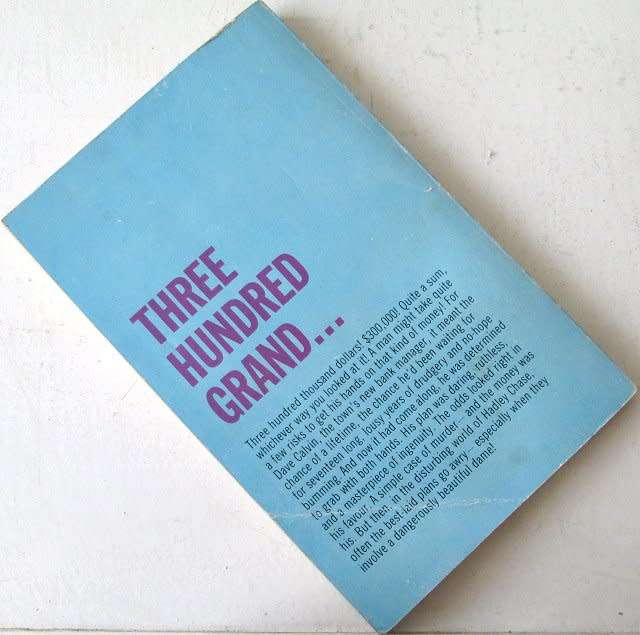 THREE
HUNDRED
GRAND...
Three hundred thousand dollars! $300,000! Quite a sum,
whichever way you looked at it! A man might take quite
a few risks to get his hands on that kind of money! For
Dave Calvin, the town's new bank manager, it meant the
chance of a lifetime, the chance he'd been waiting for
for seventeen long, lousy years of drudgery and no-hope
bumming. And now it had come along, he was determined
to grab with both hands. His plan was daring, ruthless,
and a masterpiece of ingenuity; the odds looked right in
his favour. A simple case of murder... and the money was
his. But then, in the disturbing world of Hadley Chase,
often the best-laid plans go awry... especially when they
involve a dangerously beautiful dame!